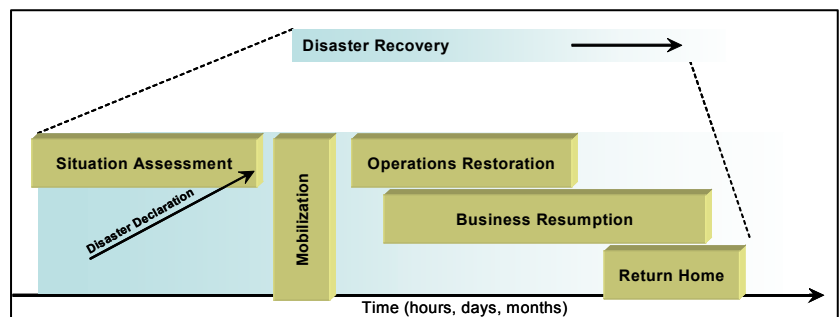 Disaster Recovery
Situation Assessment
Disaster Declaration
Mobilization
Operations Restoration
Business Resumption
Return Home
Time (hours, days, months)